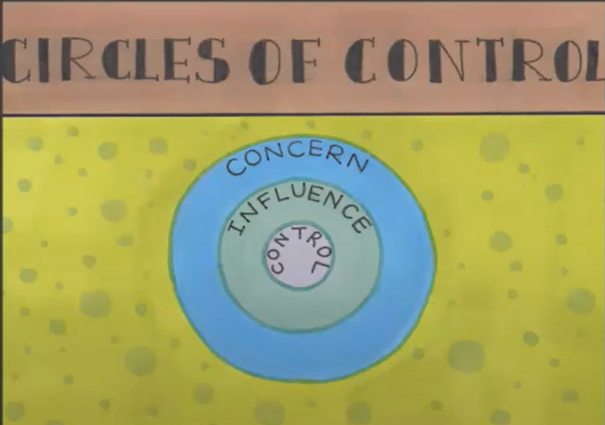 CIRCLES OF CONTROL
CONCERN
INFLUENCE
CONTROL